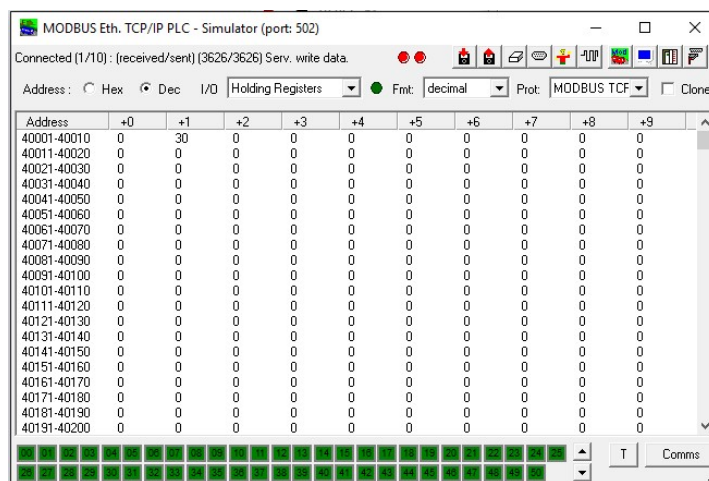 MODBUS Eth. TCP/IP PLC - Simulator (port: 502)
Connected (1/10) : (received/sent) (3626/3626) Serv. write data.
Address : Hex Dec I/O Holding Registers Fmt: decimal Prot: MODBUS TCP Clone
Address +0 +1 +2 +3 +4 +5 +6 +7 +8 +9
40001-40010 0 30 0 0 0 0 0 0 0 0
40011-40020 0 0 0 0 0 0 0 0 0 0
40021-40030 0 0 0 0 0 0 0 0 0 0
40031-40040 0 0 0 0 0 0 0 0 0 0
40041-40050 0 0 0 0 0 0 0 0 0 0
40051-40060 0 0 0 0 0 0 0 0 0 0
40061-40070 0 0 0 0 0 0 0 0 0 0
40071-40080 0 0 0 0 0 0 0 0 0 0
40081-40090 0 0 0 0 0 0 0 0 0 0
40091-40100 0 0 0 0 0 0 0 0 0 0
40101-40110 0 0 0 0 0 0 0 0 0 0
40111-40120 0 0 0 0 0 0 0 0 0 0
40121-40130 0 0 0 0 0 0 0 0 0 0
40131-40140 0 0 0 0 0 0 0 0 0 0
40141-40150 0 0 0 0 0 0 0 0 0 0
40151-40160 0 0 0 0 0 0 0 0 0 0
40161-40170 0 0 0 0 0 0 0 0 0 0
40171-40180 0 0 0 0 0 0 0 0 0 0
40181-40190 0 0 0 0 0 0 0 0 0 0
40191-40200 0 0 0 0 0 0 0 0 0 0
00 01 02 03 04 05 06 07 08 09 10 11 12 13 14 15 16 17 18 19 20 21 22 23 24 25 T Comms
26 27 28 29 30 31 32 33 34 35 36 37 38 39 40 41 42 43 44 45 46 47 48 49 50